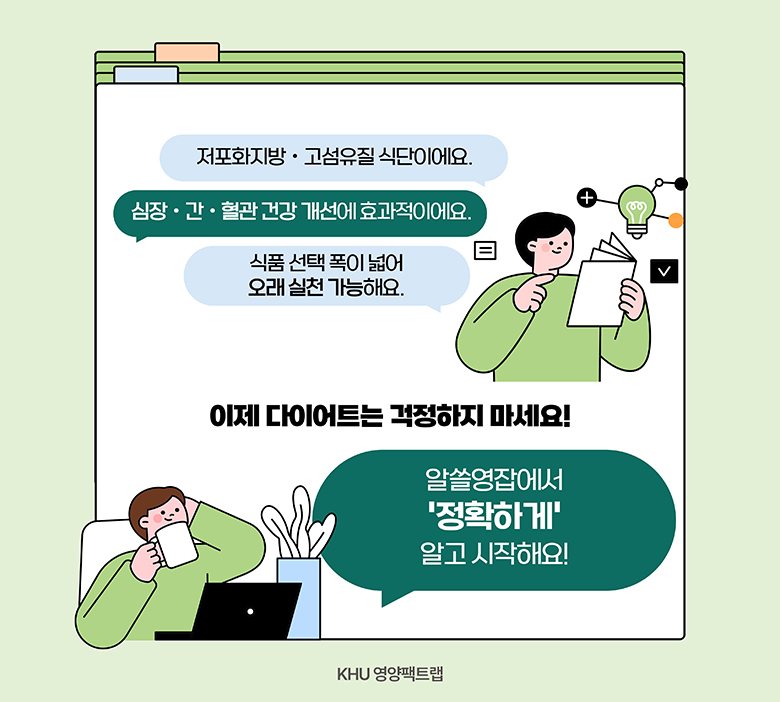 저포화지방・고섬유질 식단이에요.
심장・간・혈관 건강 개선에 효과적이에요.
식품 선택 폭이 넓어
오래 실천 가능해요.
이제 다이어트는 걱정하지 마세요!
알쓸영잡에서
'정확하게'
알고 시작해요!
KHU 영양팩트랩